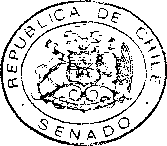 REPUBLICA DE CHILE
SENADO